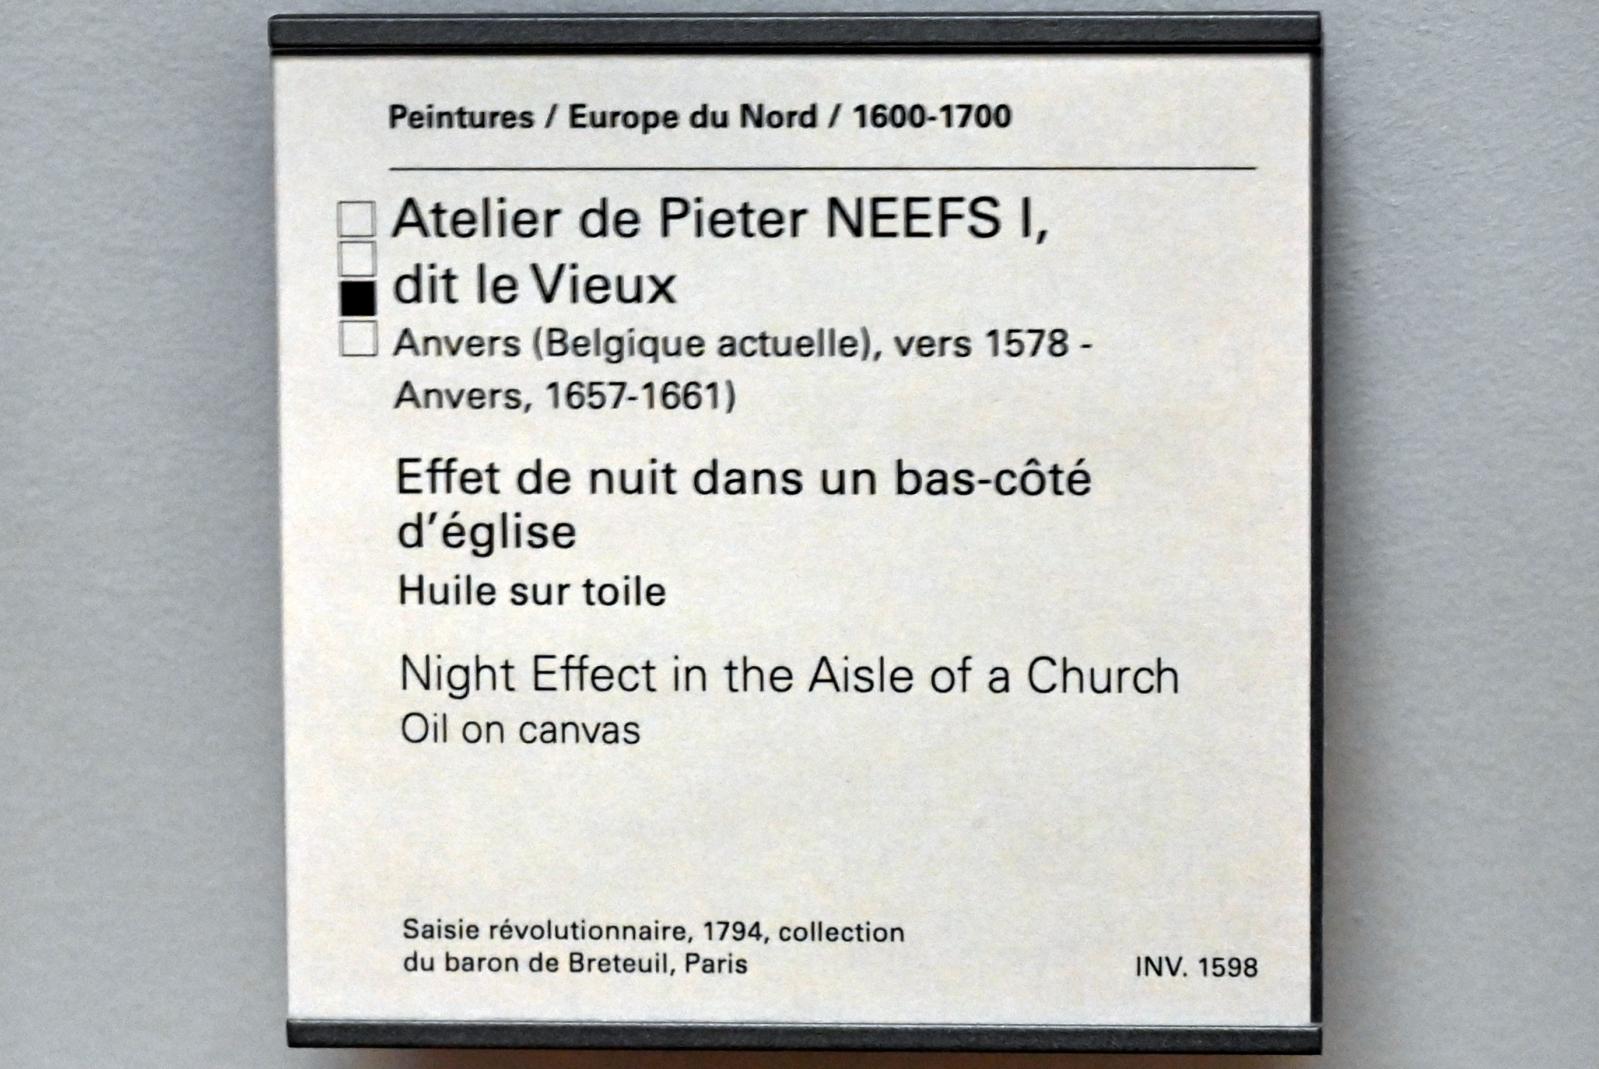 Peintures / Europe du Nord / 1600-1700
Atelier de Pieter NEEFS I,
dit le Vieux
Anvers (Belgique actuelle), vers 1578 -
Anvers, 1657-1661)
Effet de nuit dans un bas-côté
d'église
Huile sur toile
Night Effect in the Aisle of a Church
Oil on canvas
Saisie révolutionnaire, 1794, collection
du baron de Breteuil, Paris
INV. 1598